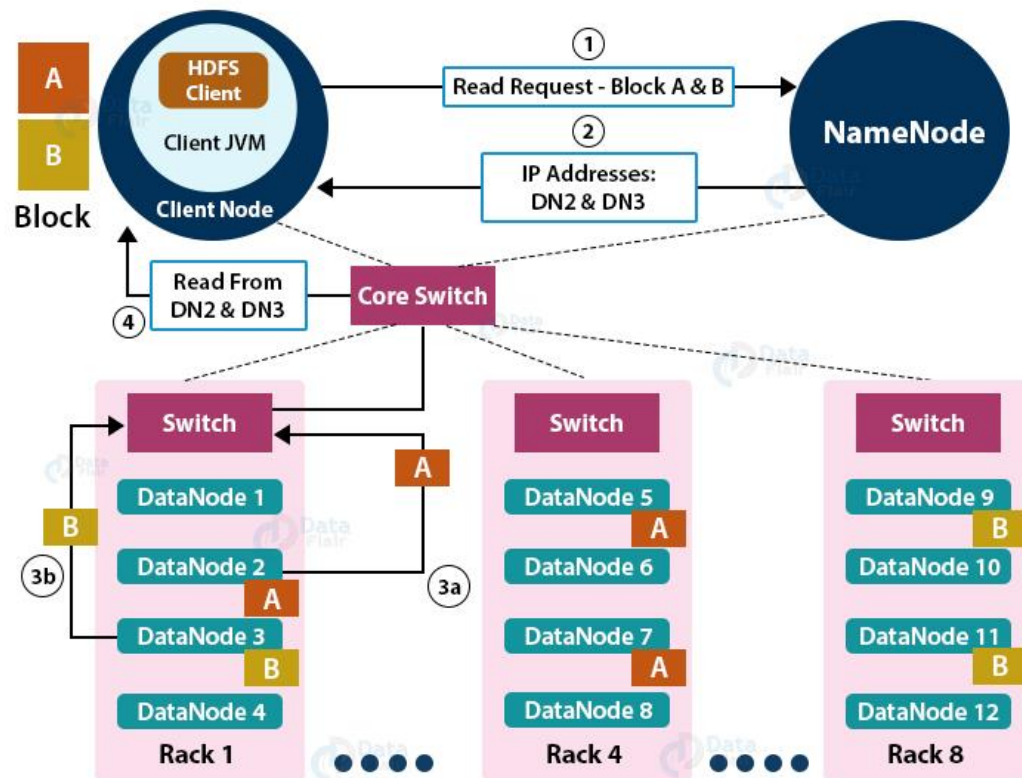 A
B
Block
HDFS
Client
Client JVM
Client Node
1
Read Request - Block A & B
2
IP Addresses:
DN2 & DN3
NameNode
Read From
DN2 & DN3
4
Core Switch
Switch
DataNode 1
DataNode 2
A
DataNode 3
B
DataNode 4
Rack 1
B
3b
A
3a
Switch
DataNode 5
A
DataNode 6
DataNode 7
A
DataNode 8
Rack 4
Switch
DataNode 9
B
DataNode 10
DataNode 11
B
DataNode 12
Rack 8
Data
Flair